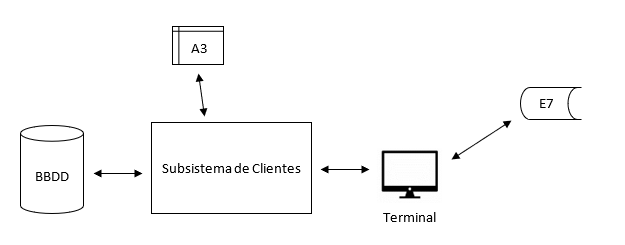 A3
E7
BBDD
Subsistema de Clientes
Terminal